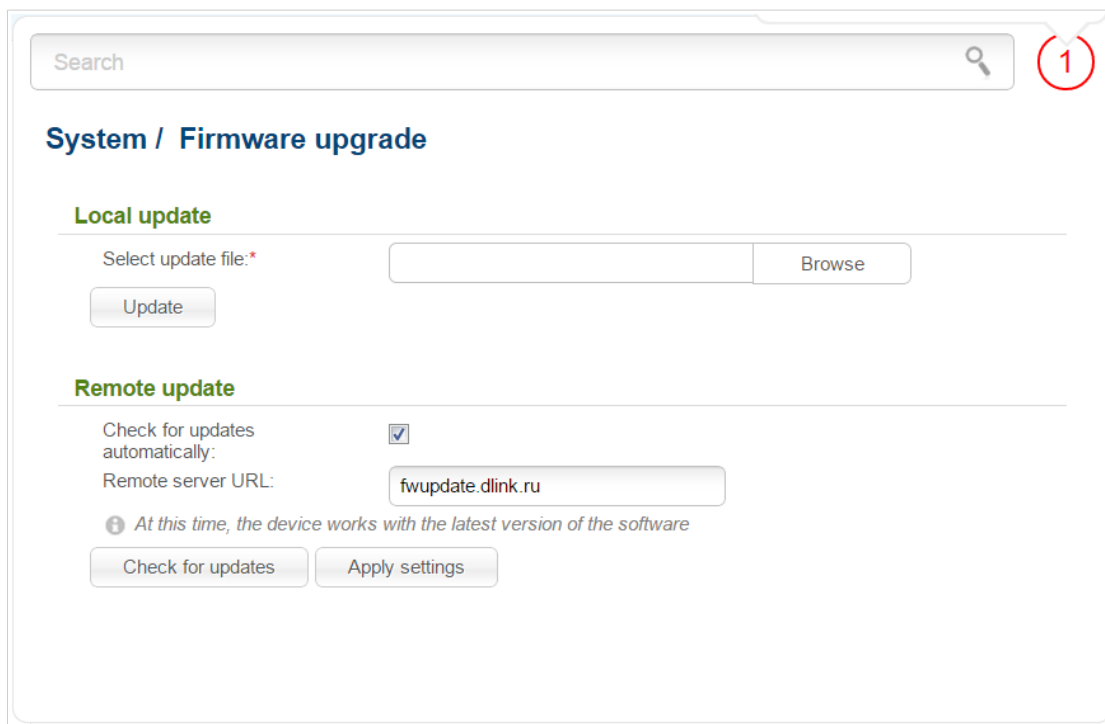 Search
1
System / Firmware upgrade
Local update
Select update file:*
Browse
Update
Remote update
Check for updates
automatically:
Remote server URL:
fwupdate.dlink.ru
At this time, the device works with the latest version of the software
Check for updates
Apply settings